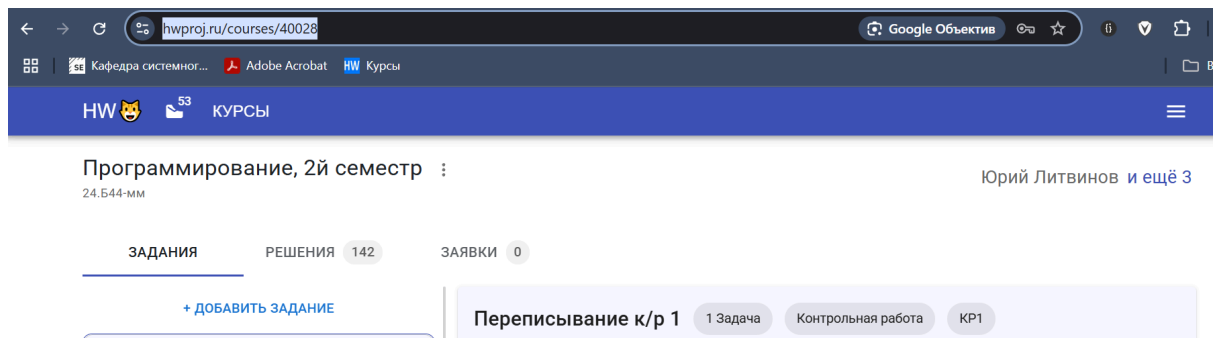 hwproj.ru/courses/40028 Google Объектив
Кафедра системног... Adobe Acrobat HW Курсы
HW 53 КУРСЫ
Программирование, 2й семестр
24.Б44-мм
Юрий Литвинов и ещё 3
ЗАДАНИЯ РЕШЕНИЯ 142 ЗАЯВКИ 0
+ ДОБАВИТЬ ЗАДАНИЕ
Переписывание к/р 1 1 Задача Контрольная работа КР1